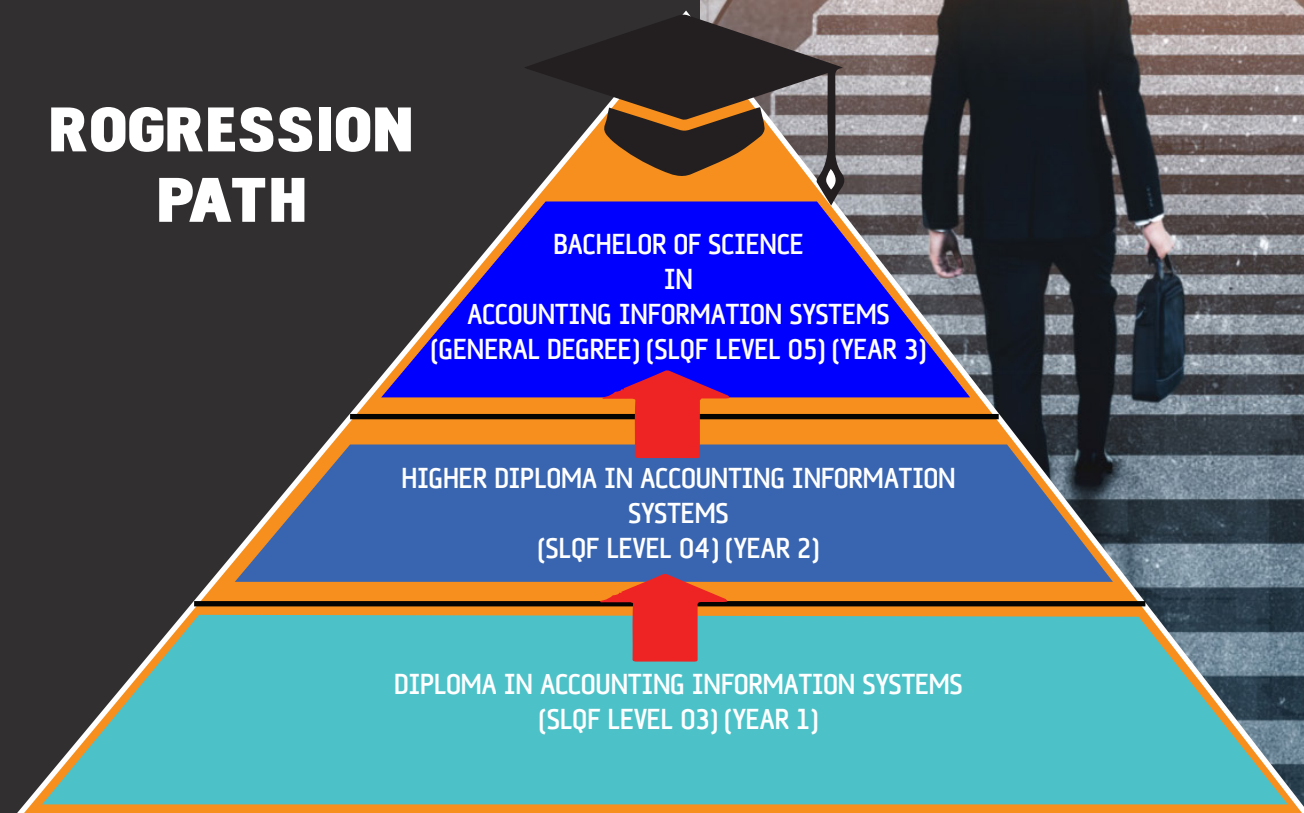 ROGRESSION
PATH
BACHELOR OF SCIENCE
IN
ACCOUNTING INFORMATION SYSTEMS
(GENERAL DEGREE) (SLQF LEVEL 05) (YEAR 3)
HIGHER DIPLOMA IN ACCOUNTING INFORMATION
SYSTEMS
(SLQF LEVEL 04) (YEAR 2)
DIPLOMA IN ACCOUNTING INFORMATION SYSTEMS
(SLQF LEVEL 03) (YEAR 1)